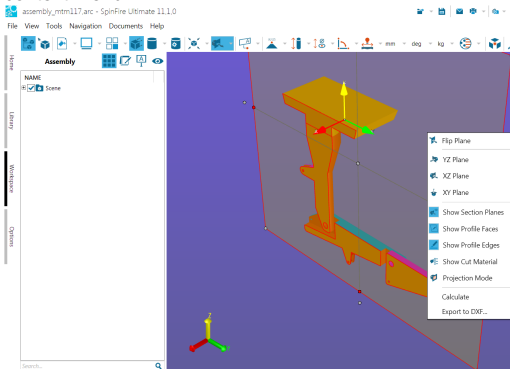 assembly_mtm117.arc - SpinFire Ultimate 11.1.0
File View Tools Navigation Documents Help
mm deg kg
Home
Library
Workspace
Options
Assembly
NAME
Scene
Search...
Z
Flip Plane
YZ Plane
XZ Plane
XY Plane
Show Section Planes
Show Profile Faces
Show Profile Edges
Show Cut Material
Projection Mode
Calculate
Export to DXF...